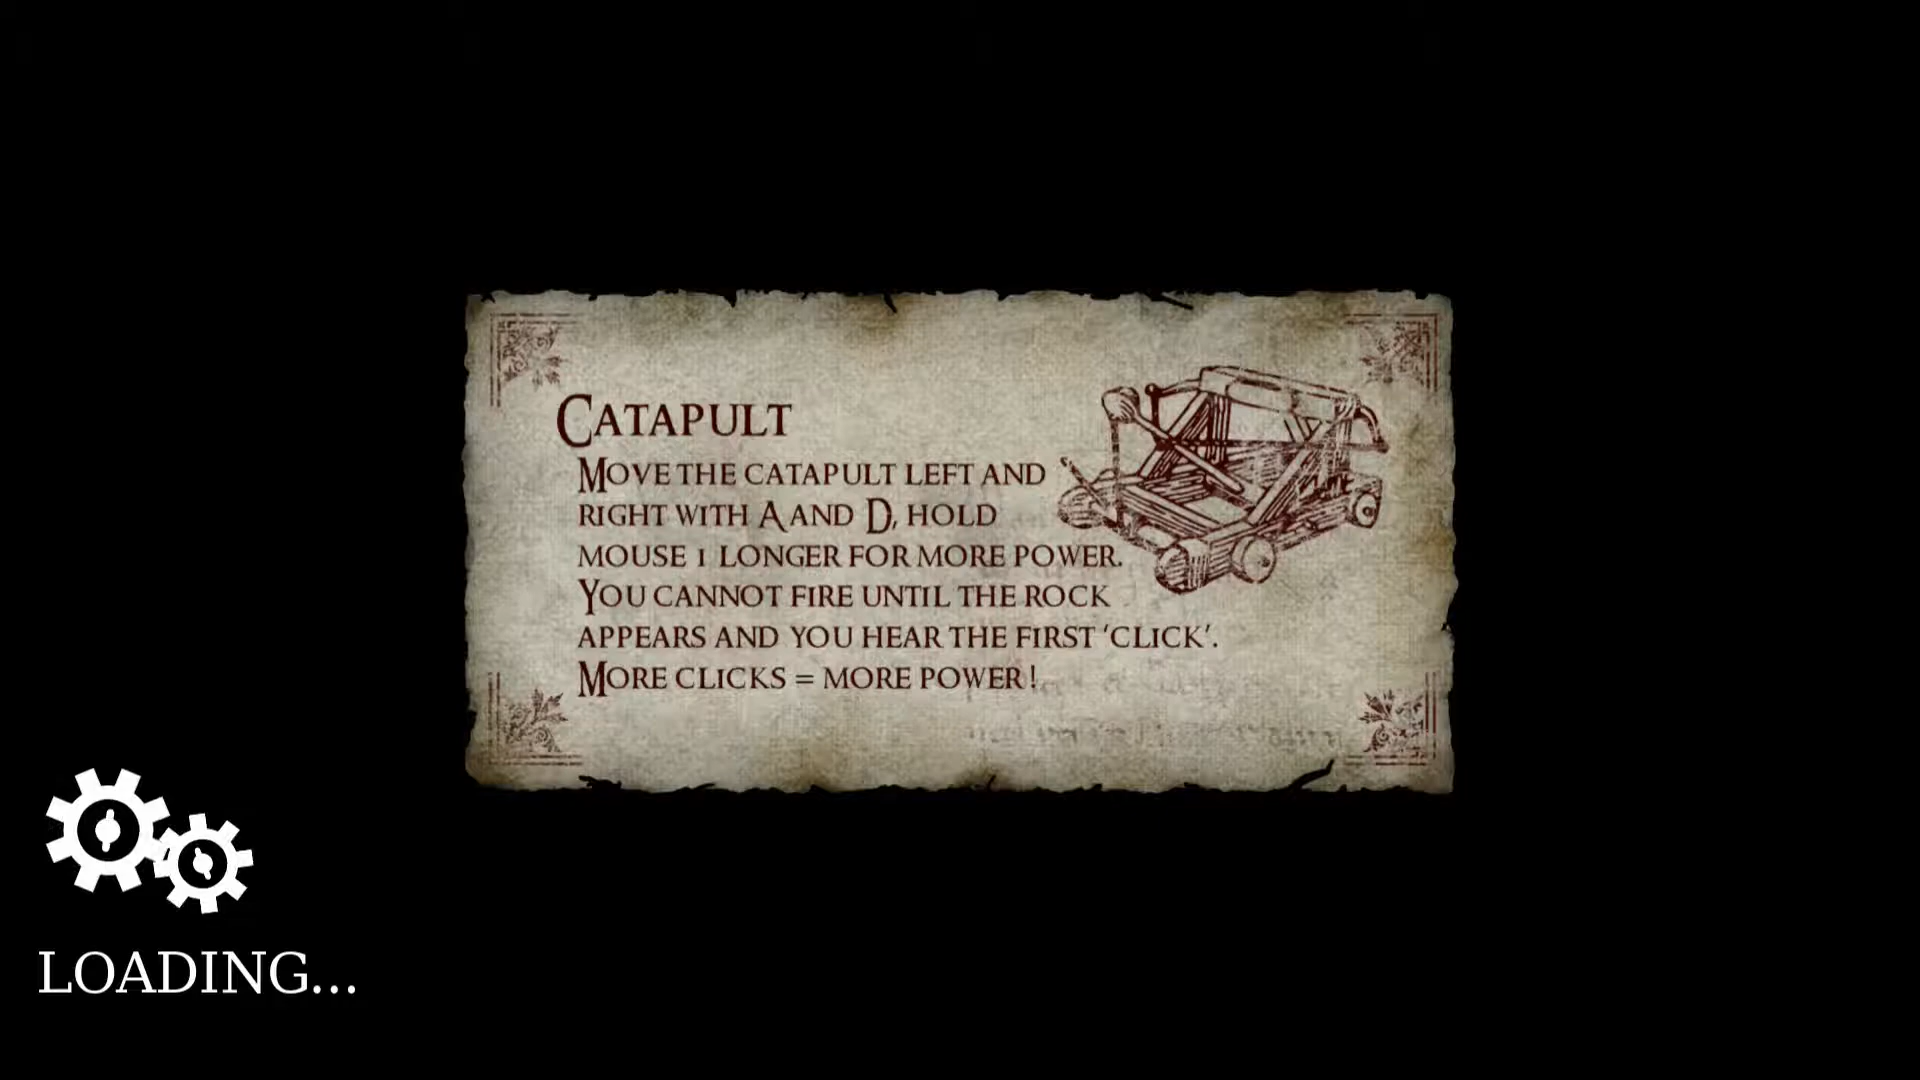 CATAPULT
MOVE THE CATAPULT LEFT AND
RIGHT WITH A AND D, HOLD
MOUSE 1 LONGER FOR MORE POWER.
YOU CANNOT FIRE UNTIL THE ROCK
APPEARS AND YOU HEAR THE FIRST 'CLICK'.
MORE CLICKS = MORE POWER!
LOADING...